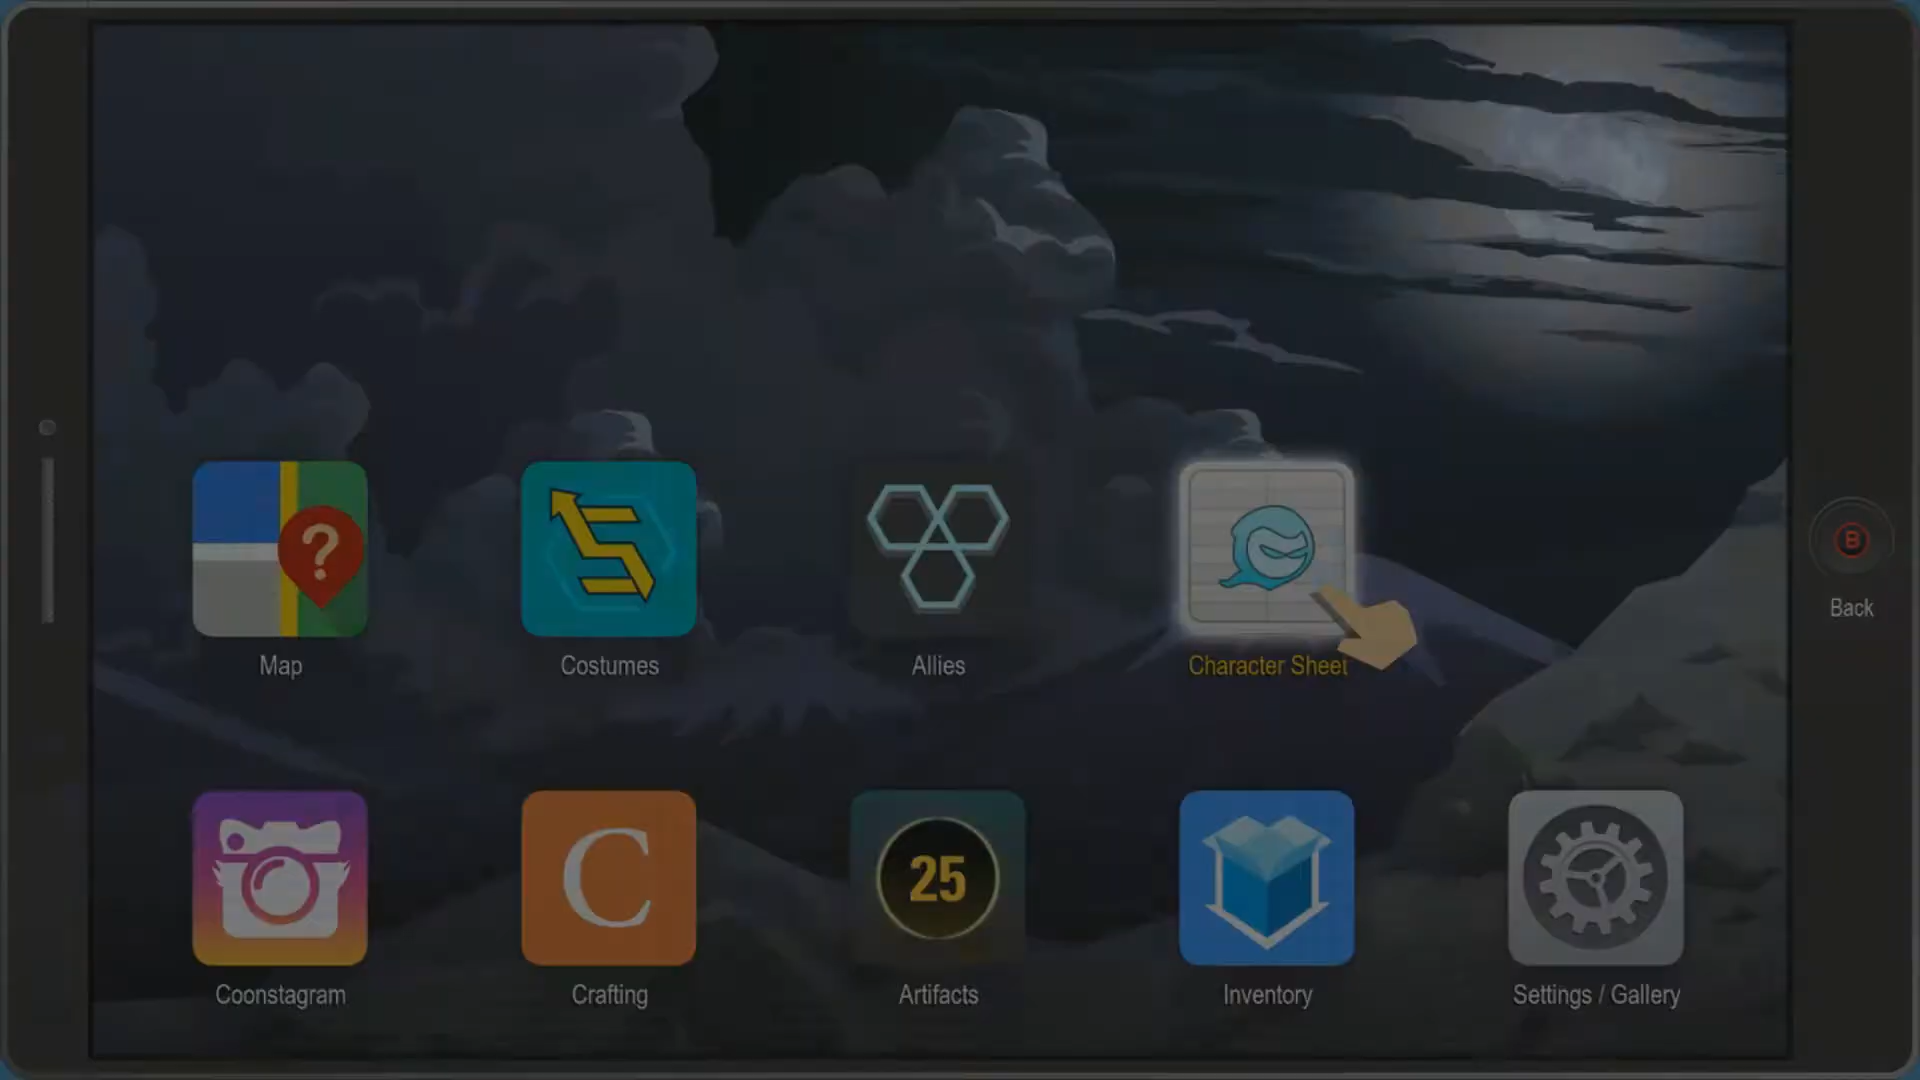 ?
Map
Costumes
Allies
Character Sheet
B
Back
C
25
Coonstagram
Crafting
Artifacts
Inventory
Settings / Gallery